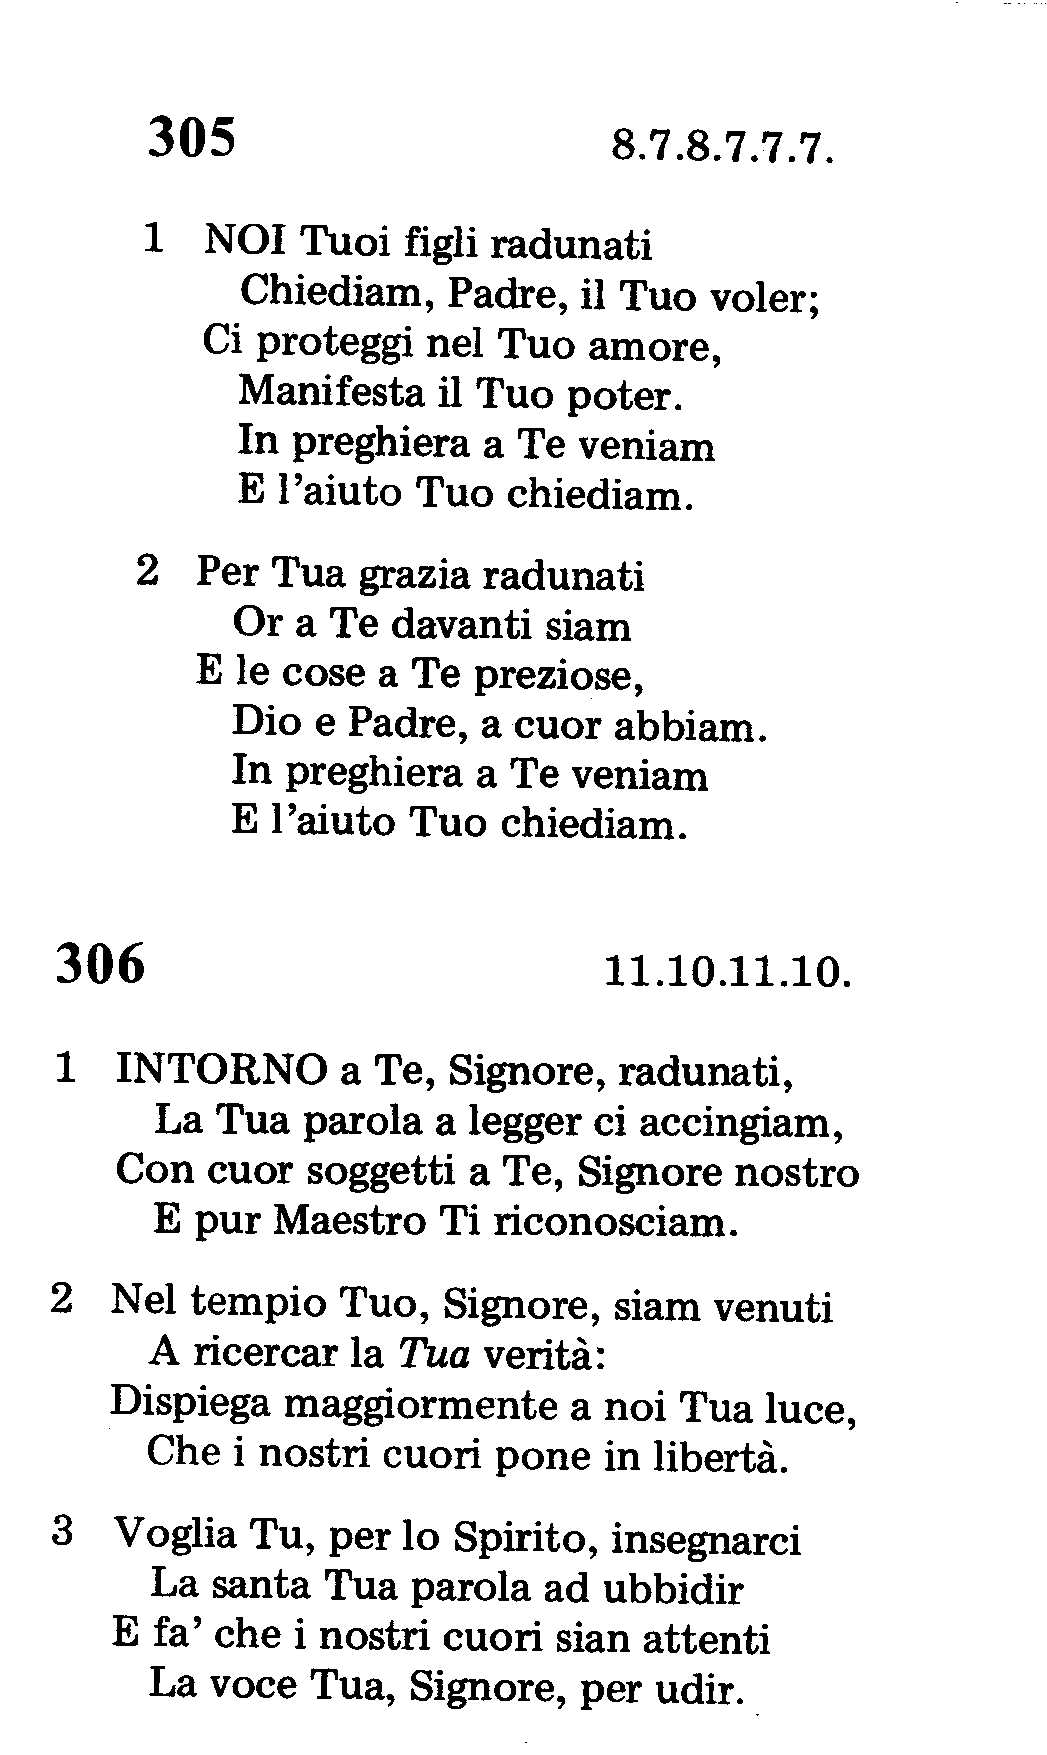 305 8.7.8.7.7.7.
1 NOI Tuoi figli radunati
Chiediam, Padre, il Tuo voler;
Ci proteggi nel Tuo amore,
Manifesta il Tuo poter.
In preghiera a Te veniam
E l'aiuto Tuo chiediam.
2 Per Tua grazia radunati
Or a Te davanti siam
E le cose a Te preziose,
Dio e Padre, a cuor abbiam.
In preghiera a Te veniam
E l'aiuto Tuo chiediam.
306 11.10.11.10.
1 INTORNO a Te, Signore, radunati,
La Tua parola a legger ci accingiam,
Con cuor soggetti a Te, Signore nostro
E pur Maestro Ti riconosciam.
2 Nel tempio Tuo, Signore, siam venuti
A ricercar la Tua verità:
Dispiega maggiormente a noi Tua luce,
Che i nostri cuori pone in libertà.
3 Voglia Tu, per lo Spirito, insegnarci
La santa Tua parola ad ubbidir
E fa' che i nostri cuori sian attenti
La voce Tua, Signore, per udir.